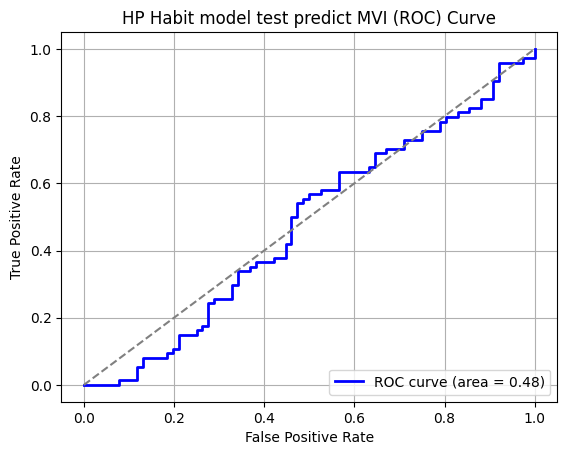 HP Habit model test predict MVI (ROC) Curve
True Positive Rate
1.0
0.8
0.6
0.4
0.2
0.0
ROC curve (area = 0.48)
0.0 0.2 0.4 0.6 0.8 1.0
False Positive Rate